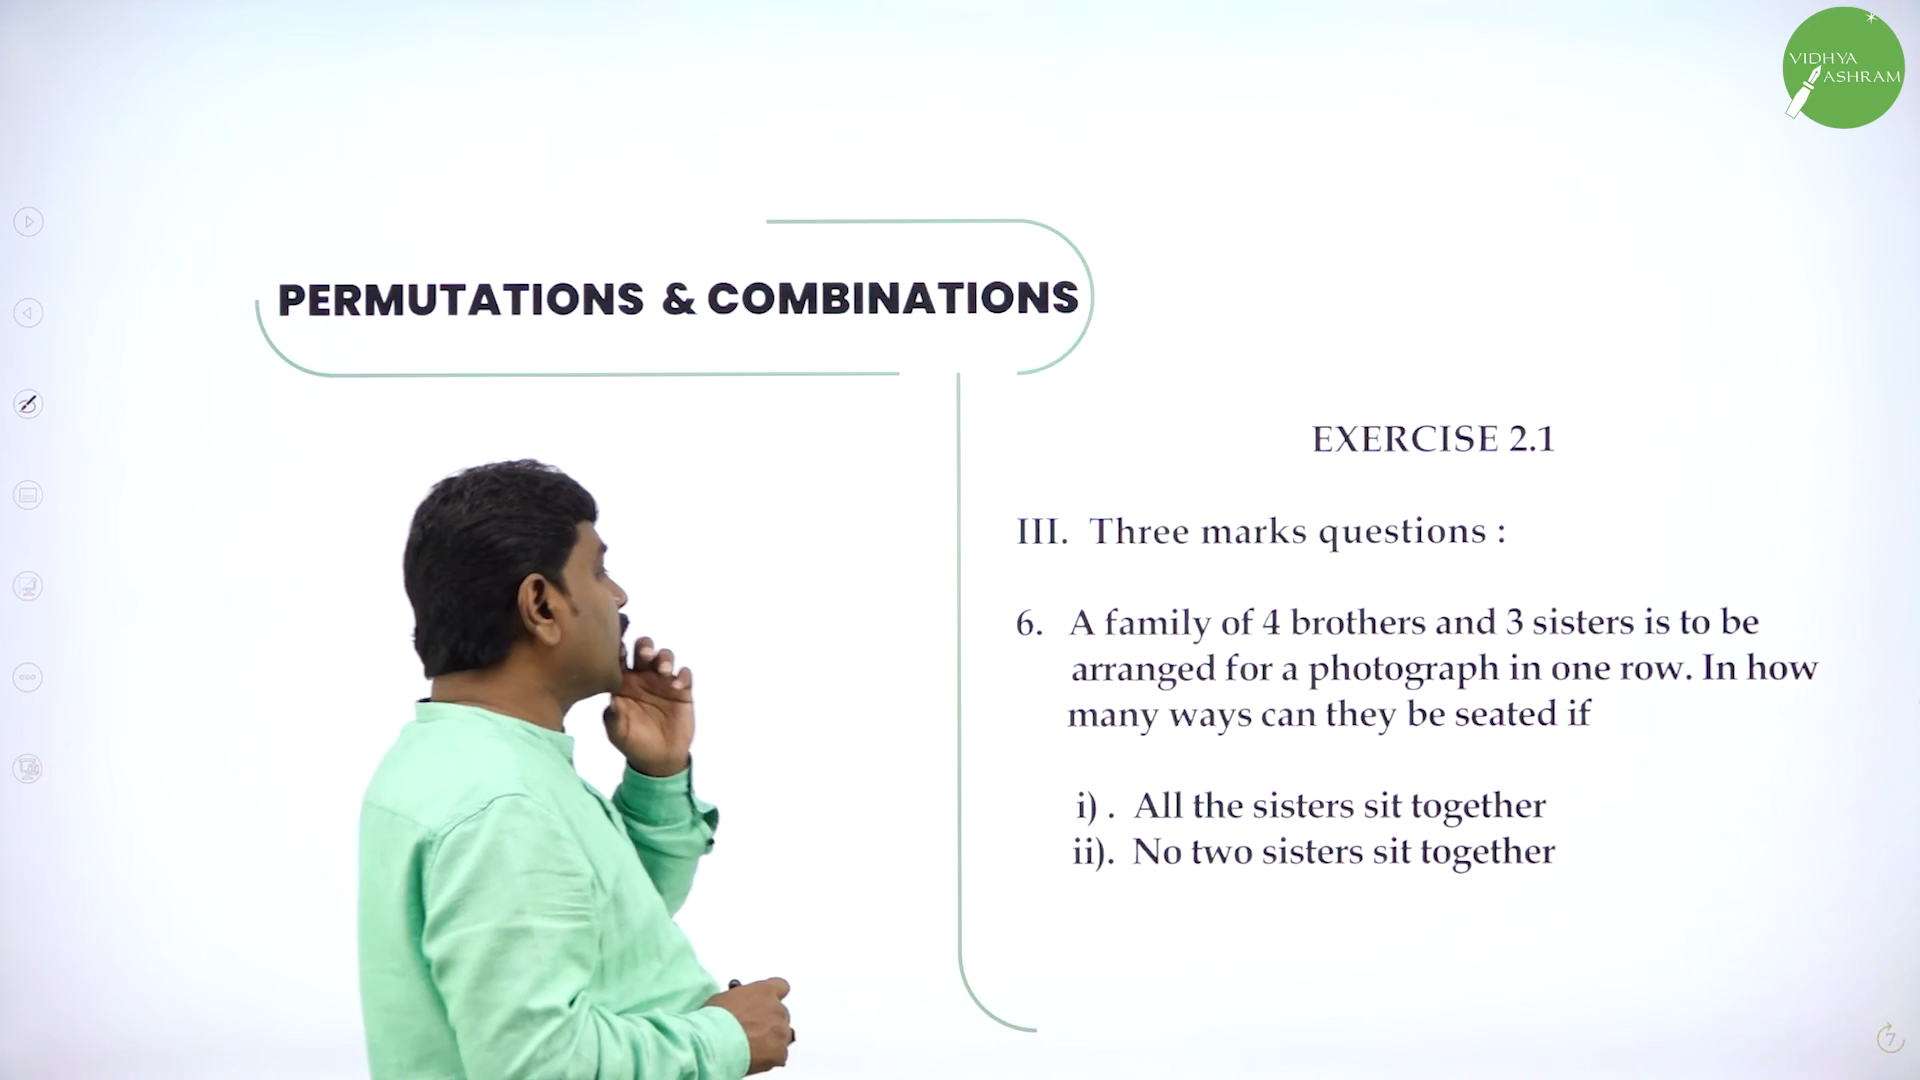 VIDHYA
ASHRAM
PERMUTATIONS & COMBINATIONS
EXERCISE 2.1
III. Three marks questions :
6. A family of 4 brothers and 3 sisters is to be
arranged for a photograph in one row. In how
many ways can they be seated if
i) . All the sisters sit together
ii). No two sisters sit together
7